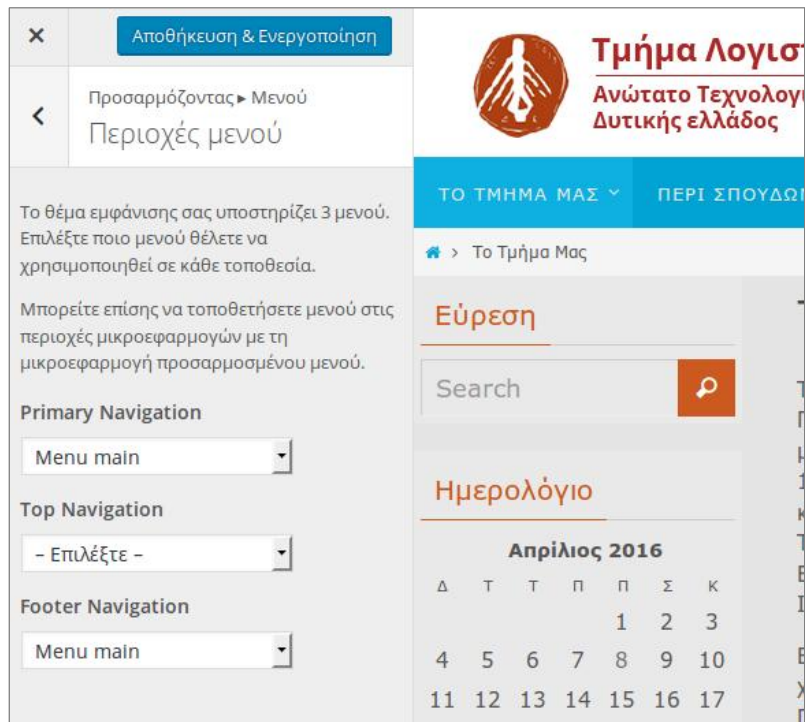 ×
Αποθήκευση & Ενεργοποίηση
Προσαρμόζοντας ▸ Μενού
Περιοχές μενού
Το θέμα εμφάνισης σας υποστηρίζει 3 μενού.
Επιλέξτε ποιο μενού θέλετε να
χρησιμοποιηθεί σε κάθε τοποθεσία.
Μπορείτε επίσης να τοποθετήσετε μενού στις
περιοχές μικροεφαρμογών με τη
μικροεφαρμογή προσαρμοσμένου μενού.
Primary Navigation
Menu main
Top Navigation
– Επιλέξτε –
Footer Navigation
Menu main
Τμήμα Λογιστ
Ανώτατο Τεχνολογι
Δυτικής ελλάδος
ΤΟ ΤΜΗΜΑ ΜΑΣ
ΠΕΡΙ ΣΠΟΥΔΩΝ
> Το Τμήμα Μας
Εύρεση
Search
Ημερολόγιο
Απρίλιος 2016
Δ Τ Τ Π Π Σ Κ
1 2 3
4 5 6 7 8 9 10
11 12 13 14 15 16 17